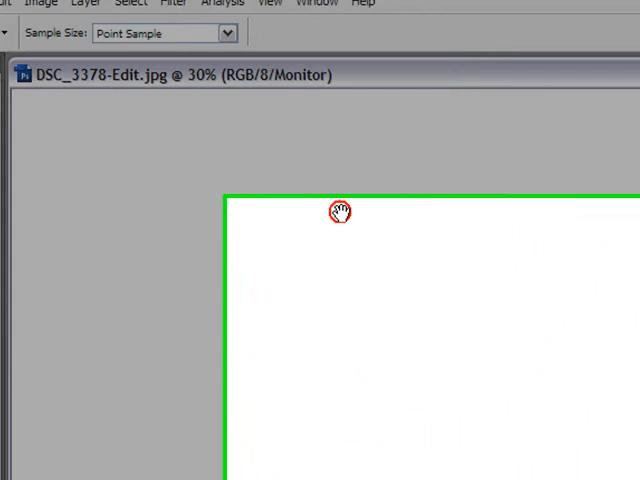 Image Layer Select Filter Analysis View Window Help
Sample Size: Point Sample
DSC_3378-Edit.jpg @ 30% (RGB/8/Monitor)